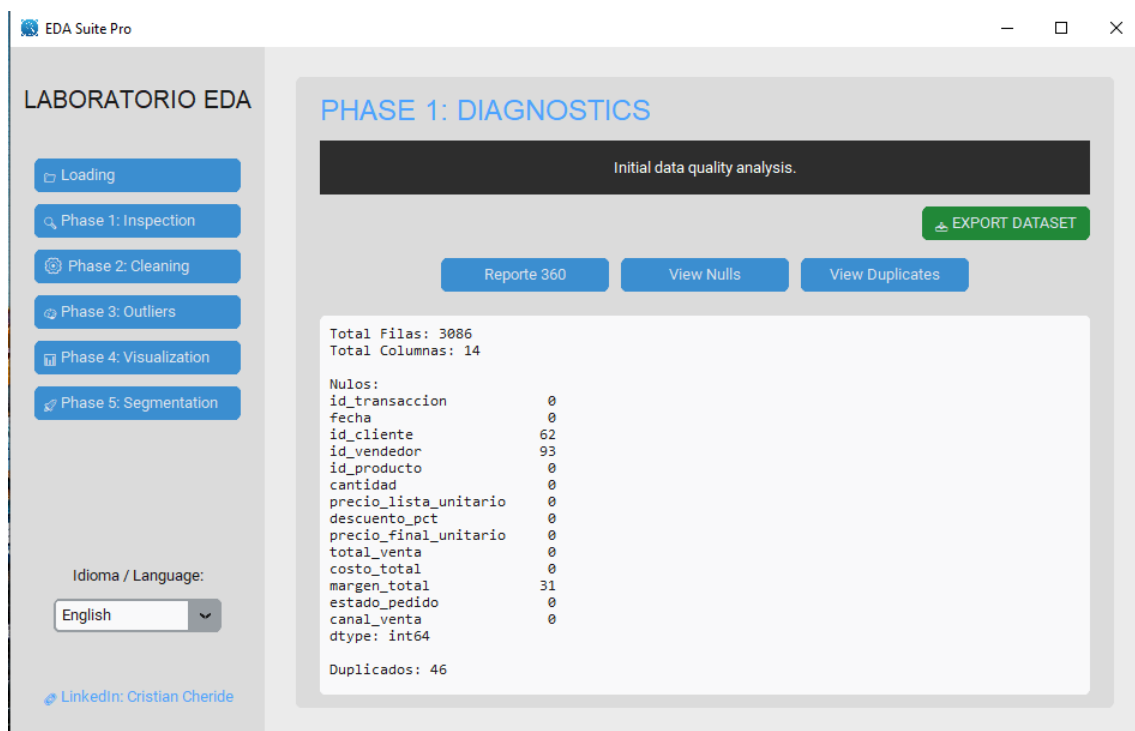 EDA Suite Pro
LABORATORIO EDA
Loading
Phase 1: Inspection
Phase 2: Cleaning
Phase 3: Outliers
Phase 4: Visualization
Phase 5: Segmentation
Idioma / Language:
English
LinkedIn: Cristian Cheride
PHASE 1: DIAGNOSTICS
Initial data quality analysis.
EXPORT DATASET
Reporte 360 View Nulls View Duplicates
Total Filas: 3086
Total Columnas: 14
Nulos:
id_transaccion 0
fecha 0
id_cliente 62
id_vendedor 93
id_producto 0
cantidad 0
precio_lista_unitario 0
descuento_pct 0
precio_final_unitario 0
total_venta 0
costo_total 0
margen_total 31
estado_pedido 0
canal_venta 0
dtype: int64
Duplicados: 46